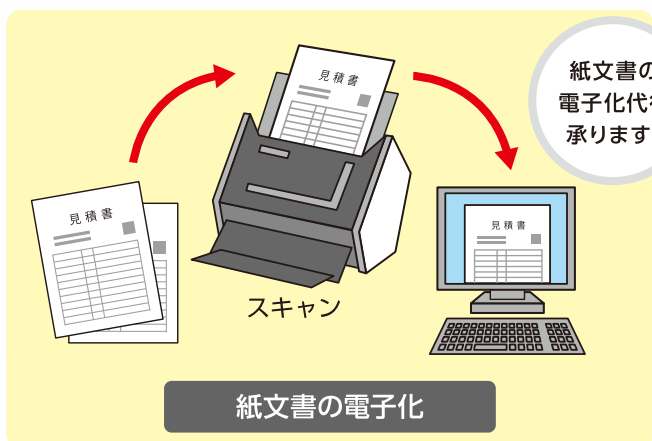 見積書
紙文書の
電子化代行
承ります
見積書
見積書
スキャン
紙文書の電子化